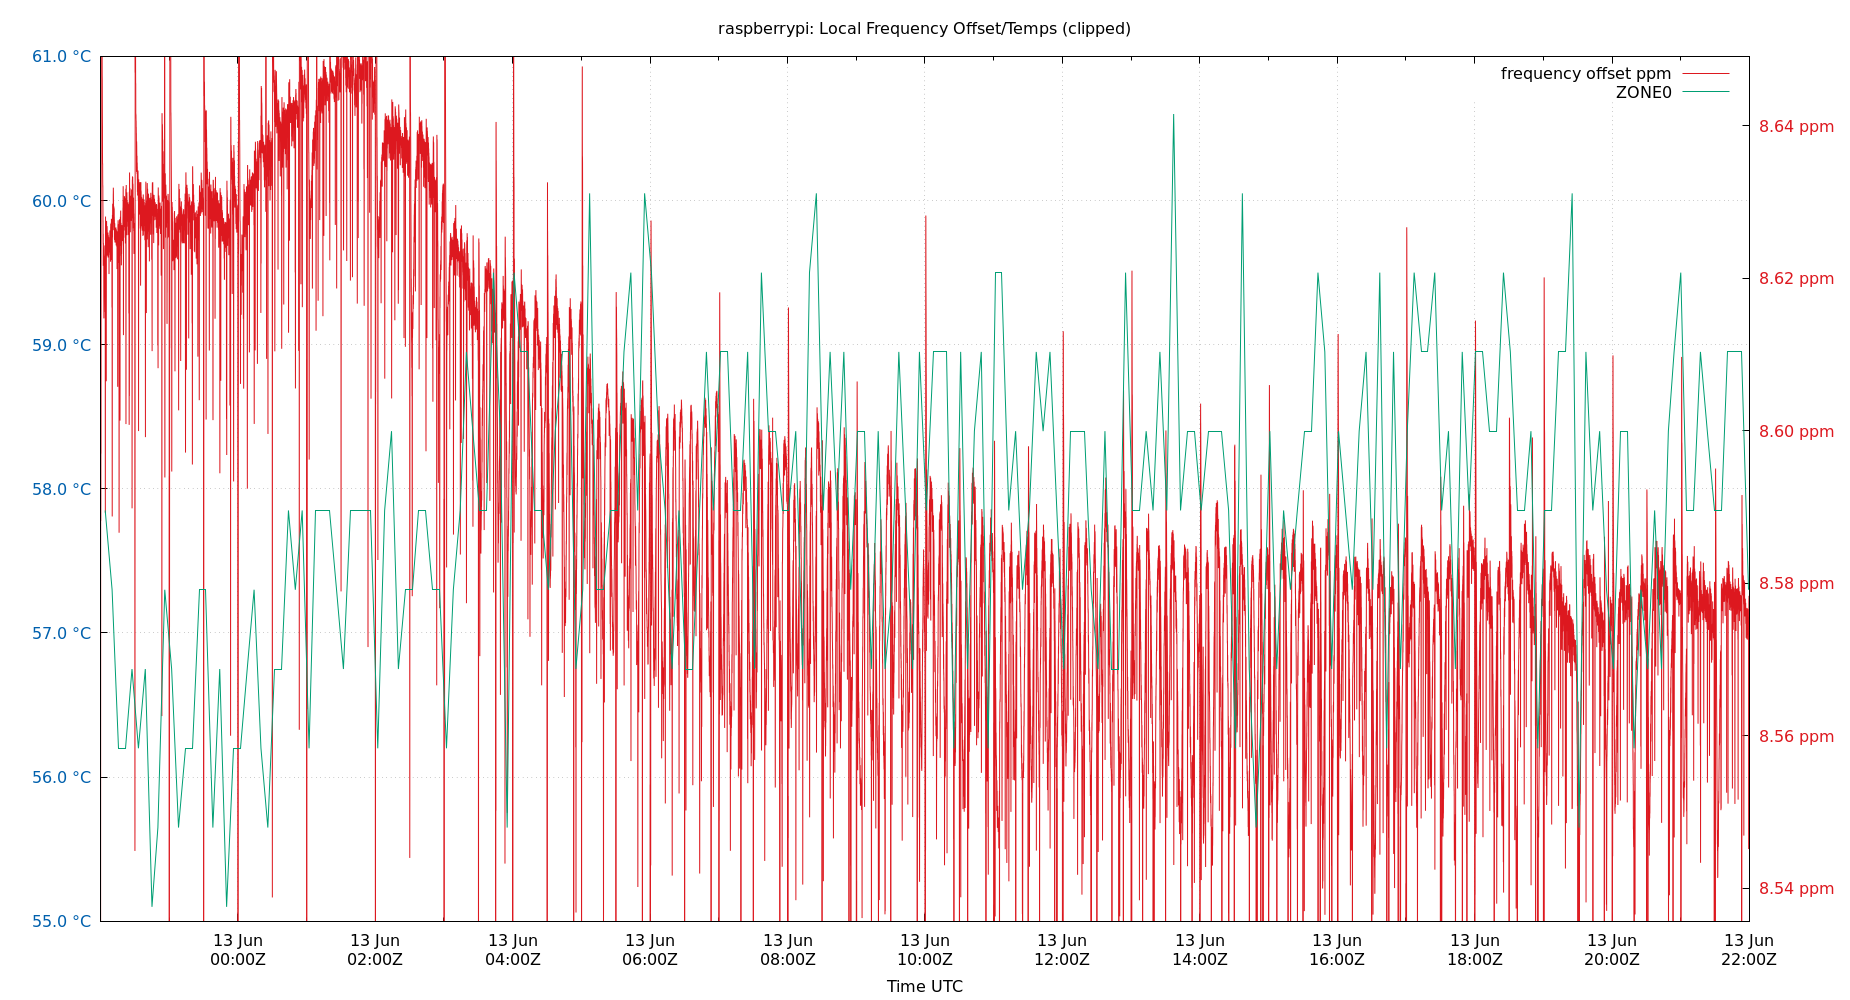 raspberrypi: Local Frequency Offset/Temps (clipped)
61.0 °C
60.0 °C
59.0 °C
58.0 °C
57.0 °C
56.0 °C
55.0 °C
frequency offset ppm
ZONE0
8.64 ppm
8.62 ppm
8.60 ppm
8.58 ppm
8.56 ppm
8.54 ppm
13 Jun 13 Jun 13 Jun 13 Jun 13 Jun 13 Jun 13 Jun 13 Jun 13 Jun 13 Jun 13 Jun 13 Jun
00:00Z 02:00Z 04:00Z 06:00Z 08:00Z 10:00Z 12:00Z 14:00Z 16:00Z 18:00Z 20:00Z 22:00Z
Time UTC